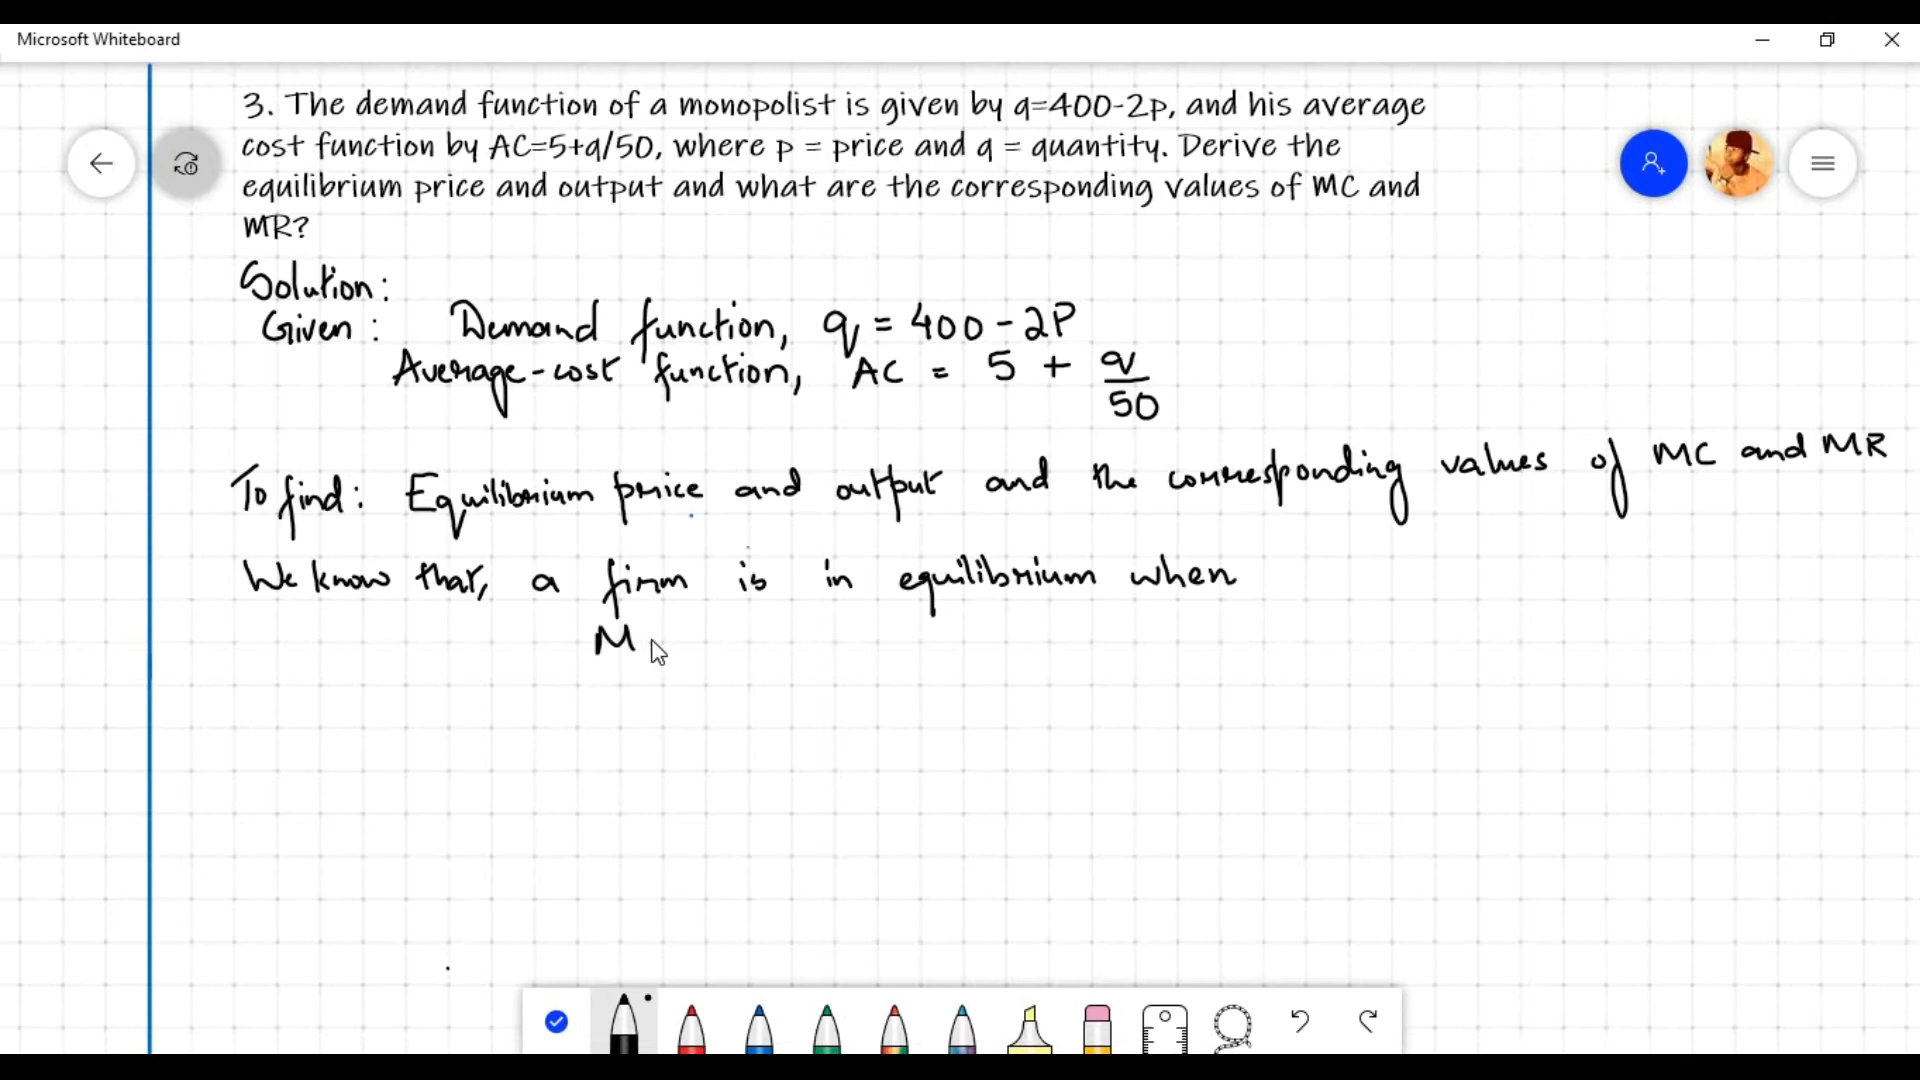 Microsoft Whiteboard
3. The demand function of a monopolist is given by q=400-2p, and his average
cost function by AC=5+q/50, where p = price and q = quantity. Derive the
equilibrium price and output and what are the corresponding values of MC and
MR?
Solution:
Given: Demand function, q = 400 - 2P
Average-cost function, AC = 5 + q/50
To find: Equilibrium price and output and the corresponding values of MC and MR
We know that, a firm is in equilibrium when
M